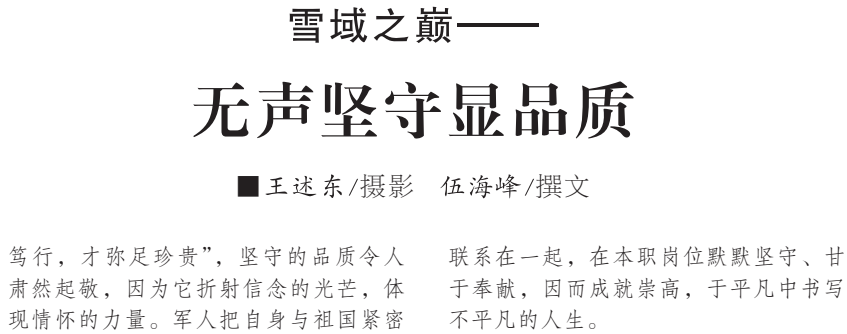 雪域之巅——
无声坚守显品质
■王述东/摄影 伍海峰/撰文
笃行，才弥足珍贵”，坚守的品质令人
肃然起敬，因为它折射信念的光芒，体
现情怀的力量。军人把自身与祖国紧密
联系在一起，在本职岗位默默坚守、甘
于奉献，因而成就崇高，于平凡中书写
不平凡的人生。